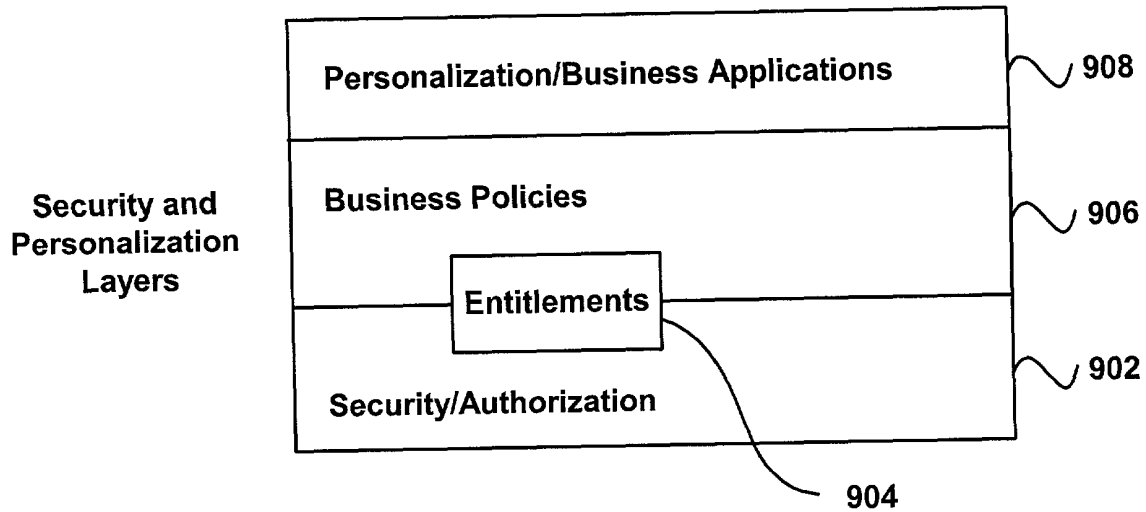 Personalization/Business Applications
908
Business Policies
906
Security and
Personalization
Layers
Entitlements
902
Security/Authorization
904